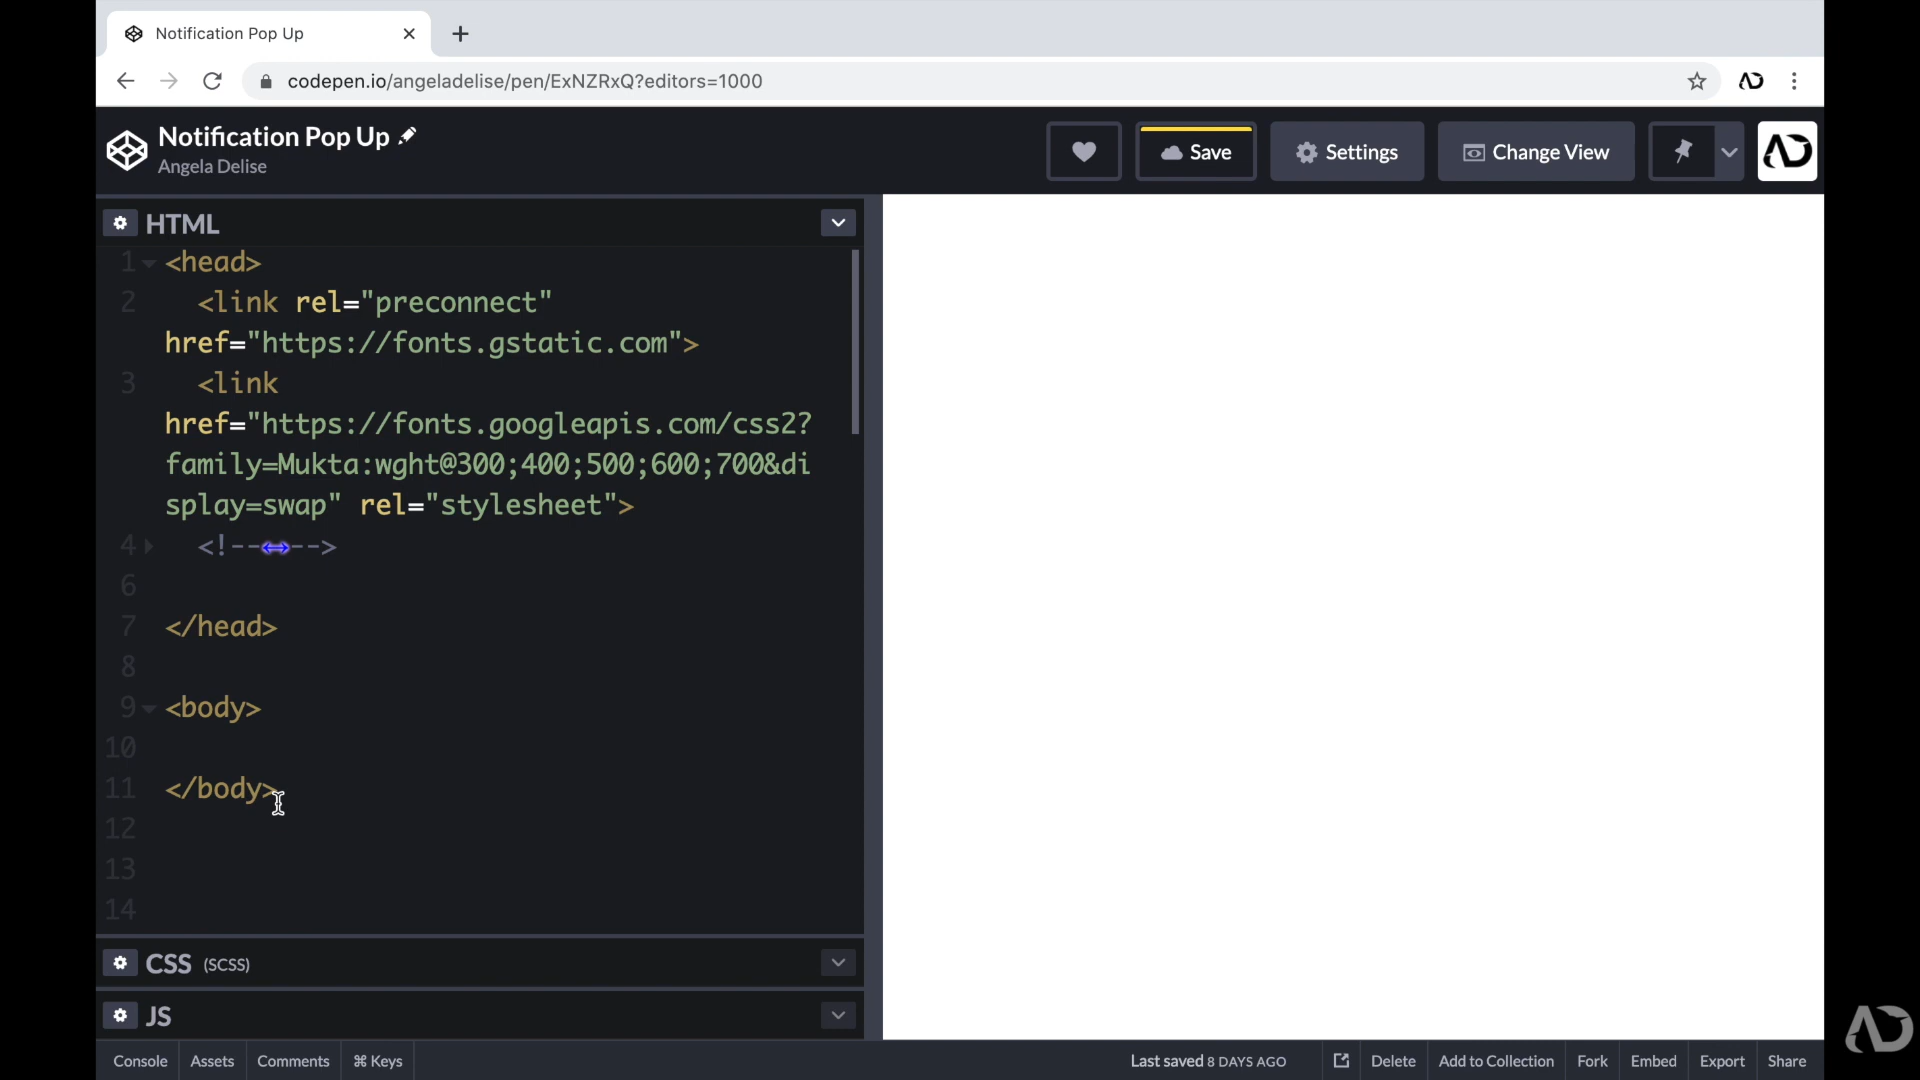 Notification Pop Up
codepen.io/angeladelise/pen/ExNZRxQ?editors=1000
Notification Pop Up
Angela Delise
Save
Settings
Change View
HTML
1 <head>
2 <link rel="preconnect"
href="https://fonts.gstatic.com">
3 <link
href="https://fonts.googleapis.com/css2?
family=Mukta:wght@300;400;500;600;700&di
splay=swap" rel="stylesheet">
4 <!--↔-->
6
7 </head>
8
9 <body>
10
11 </body>
12
13
14
CSS (SCSS)
JS
Console Assets Comments ⌘ Keys Last saved 8 DAYS AGO Delete Add to Collection Fork Embed Export Share